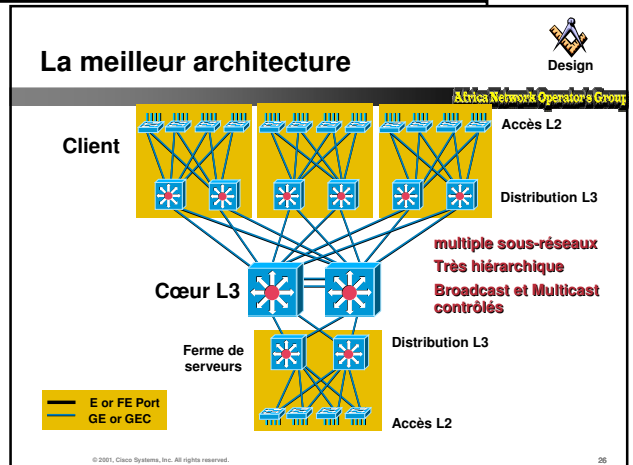 La meilleur architecture
Design
Africa Network Operator's Group
Client
Accès L2
Distribution L3
multiple sous-réseaux
Très hiérarchique
Broadcast et Multicast
contrôlés
Cœur L3
Ferme de
serveurs
Distribution L3
Accès L2
E or FE Port
GE or GEC
© 2001, Cisco Systems, Inc. All rights reserved.
26